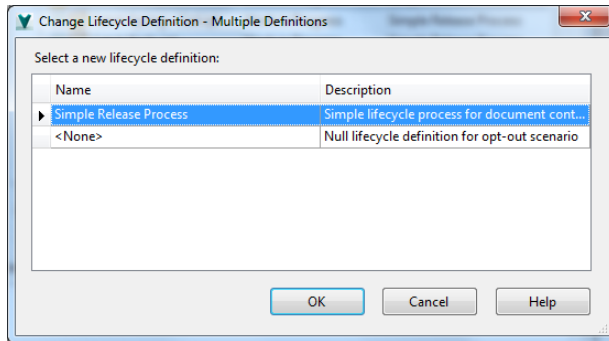 Change Lifecycle Definition - Multiple Definitions
Select a new lifecycle definition:
Name Description
Simple Release Process Simple lifecycle process for document cont...
<None> Null lifecycle definition for opt-out scenario
OK Cancel Help